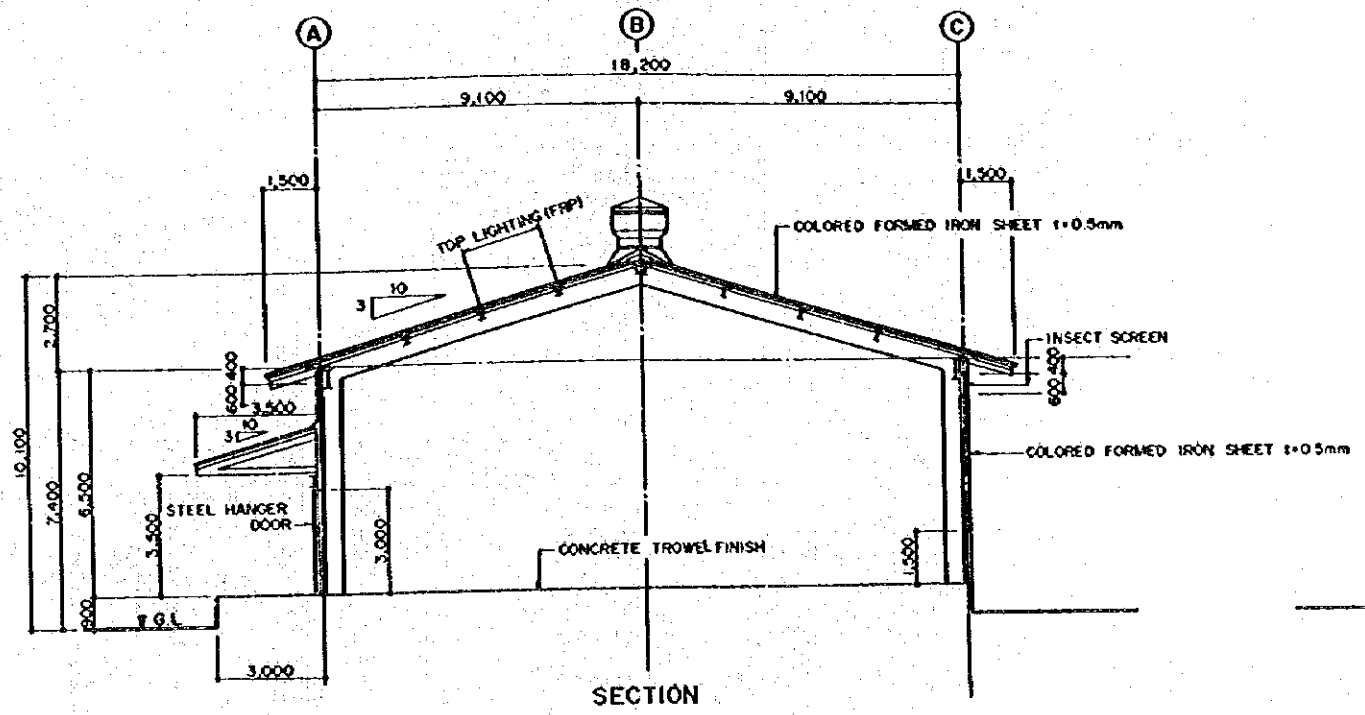 A
B
C
18,200
9,100
9,100
1,500
1,500
TOP LIGHTING (FRP)
COLORED FORMED IRON SHEET t=0.5mm
10
3
INSECT SCREEN
2,700
400
600
400
600
3,500
10
3
10,100
7,400
6,500
COLORED FORMED IRON SHEET t=0.5mm
STEEL HANGER
DOOR
3,500
3,000
1,500
CONCRETE TROWEL FINISH
900
G.L
3,000
SECTION